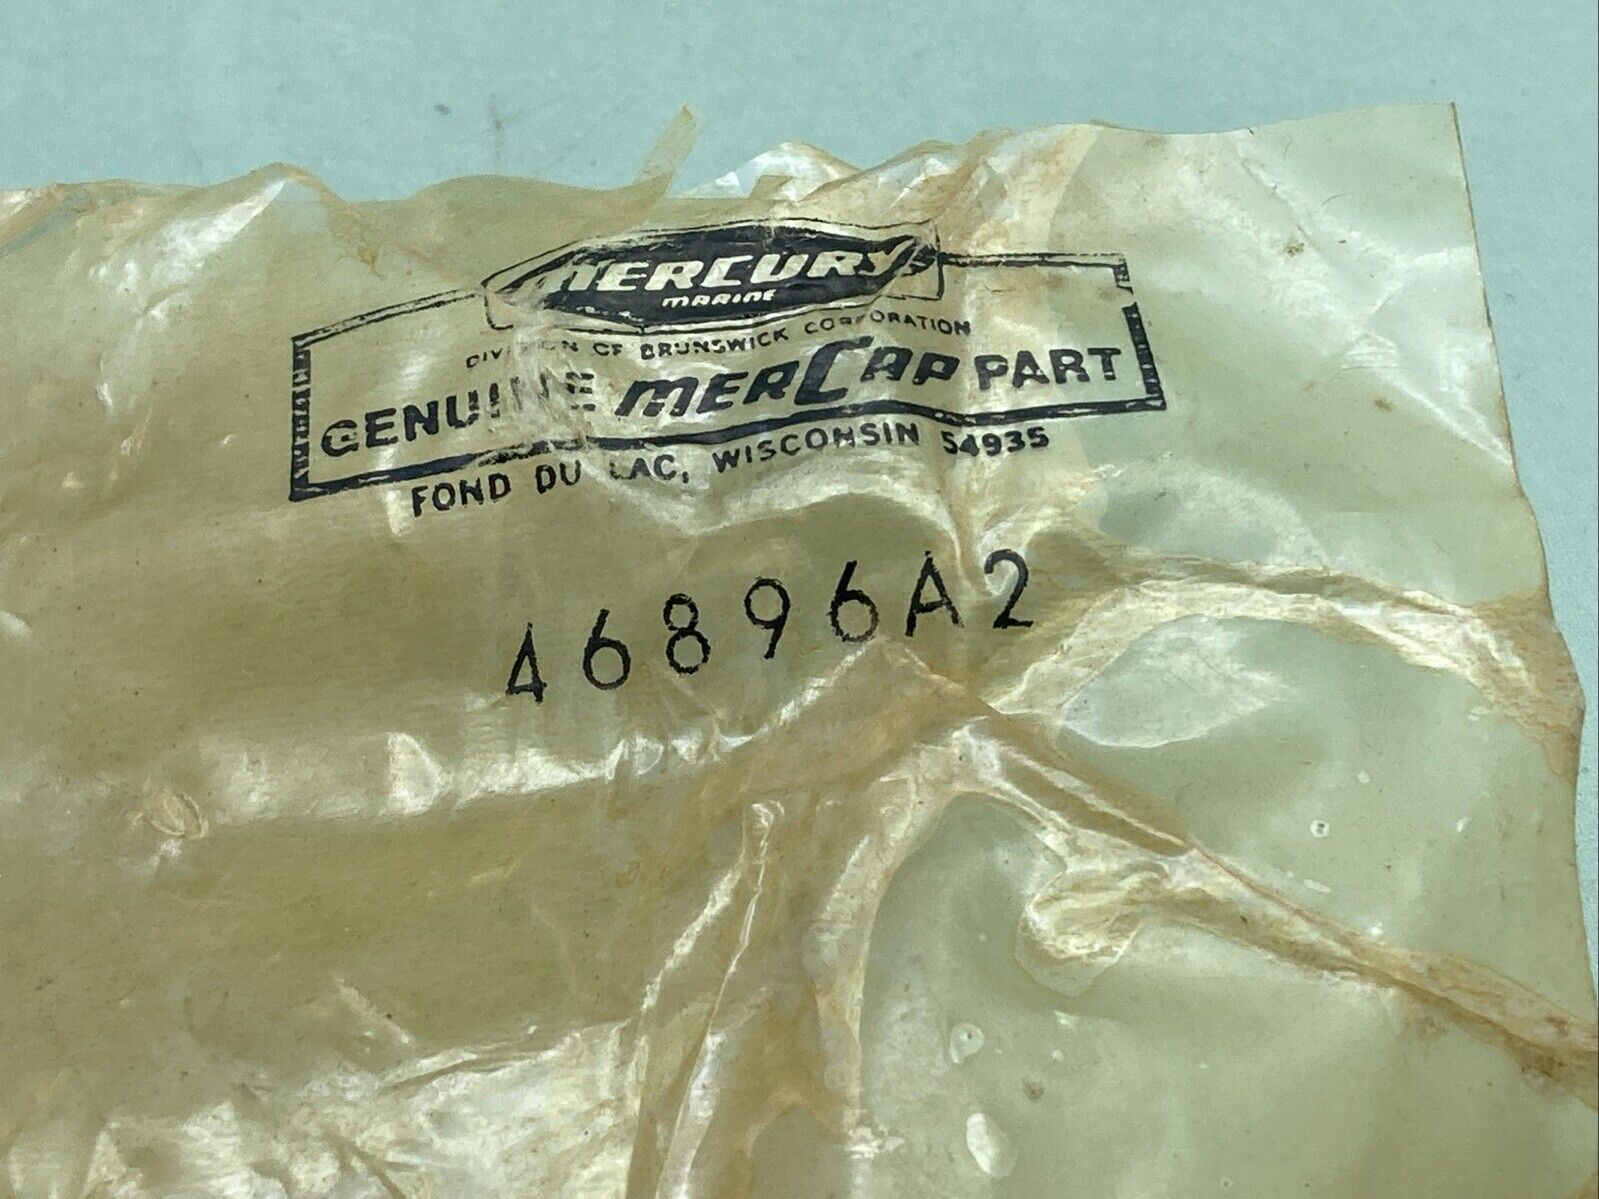 MERCURY
MARINE
DIVISION OF BRUNSWICK CORPORATION
GENUINE MERCAP PART
FOND DU LAC, WISCONSIN 54935
46896A2